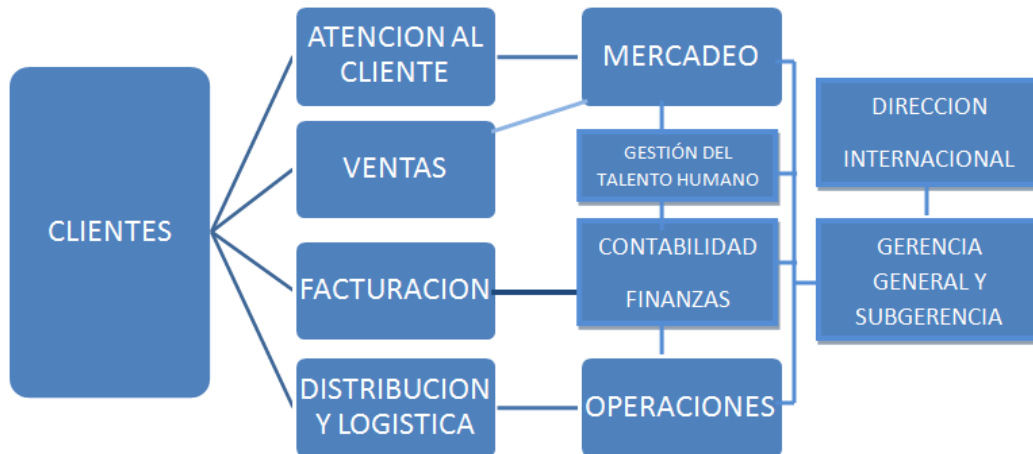 CLIENTES
ATENCION AL
CLIENTE
VENTAS
FACTURACION
DISTRIBUCION
Y LOGISTICA
MERCADEO
GESTIÓN DEL
TALENTO HUMANO
CONTABILIDAD
FINANZAS
OPERACIONES
DIRECCION
INTERNACIONAL
GERENCIA
GENERAL Y
SUBGERENCIA